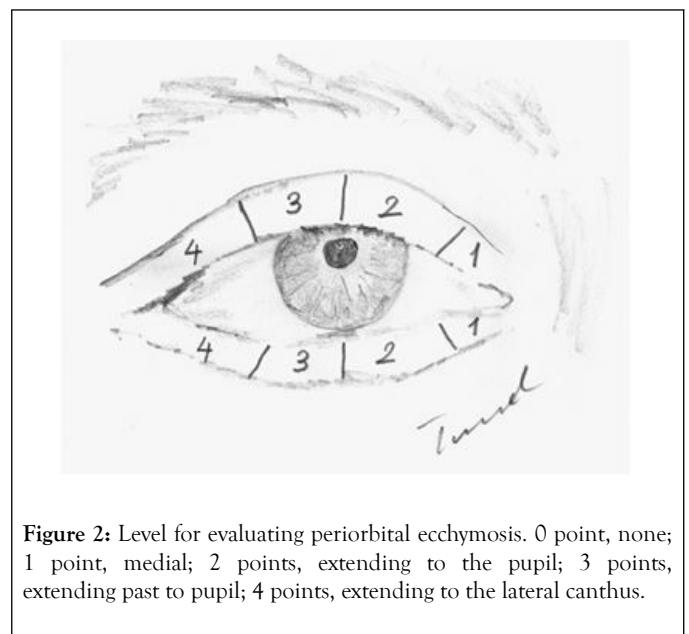 3 2
4 1
4 3 2 1
Figure 2: Level for evaluating periorbital ecchymosis. 0 point, none;
1 point, medial; 2 points, extending to the pupil; 3 points,
extending past to pupil; 4 points, extending to the lateral canthus.